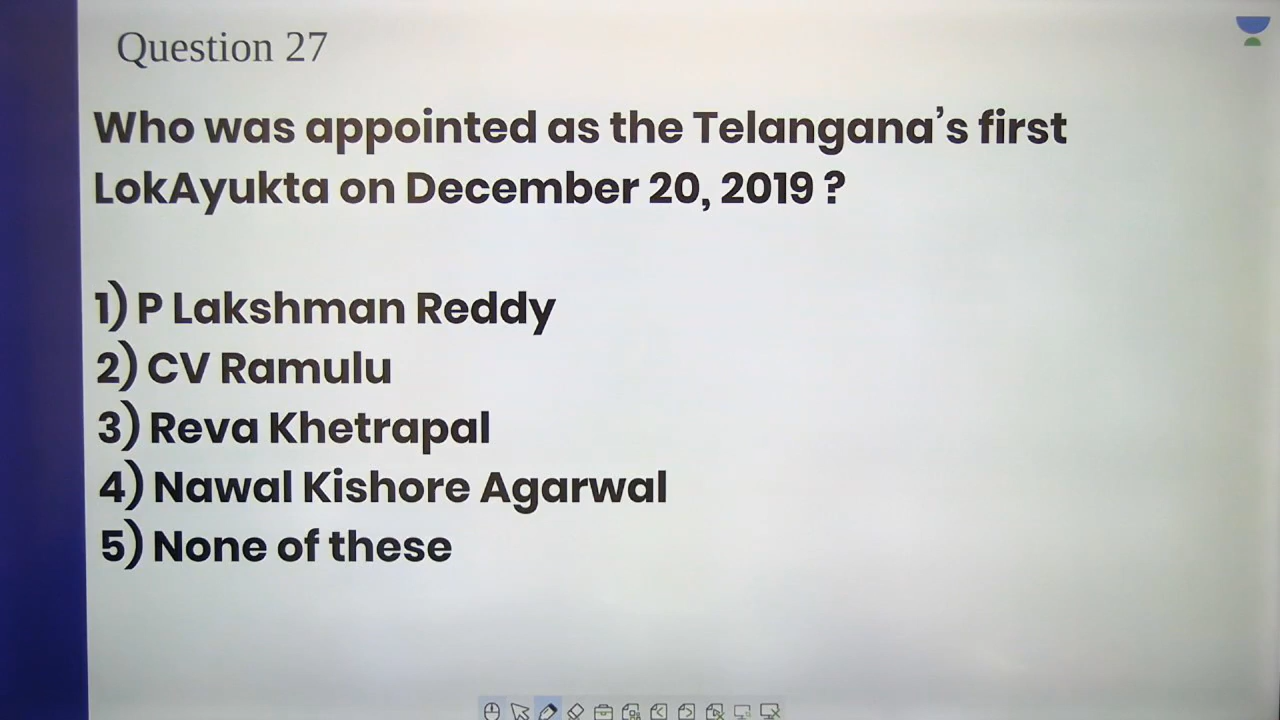 Question 27
Who was appointed as the Telangana's first
LokAyukta on December 20, 2019 ?
1) P Lakshman Reddy
2) CV Ramulu
3) Reva Khetrapal
4) Nawal Kishore Agarwal
5) None of these